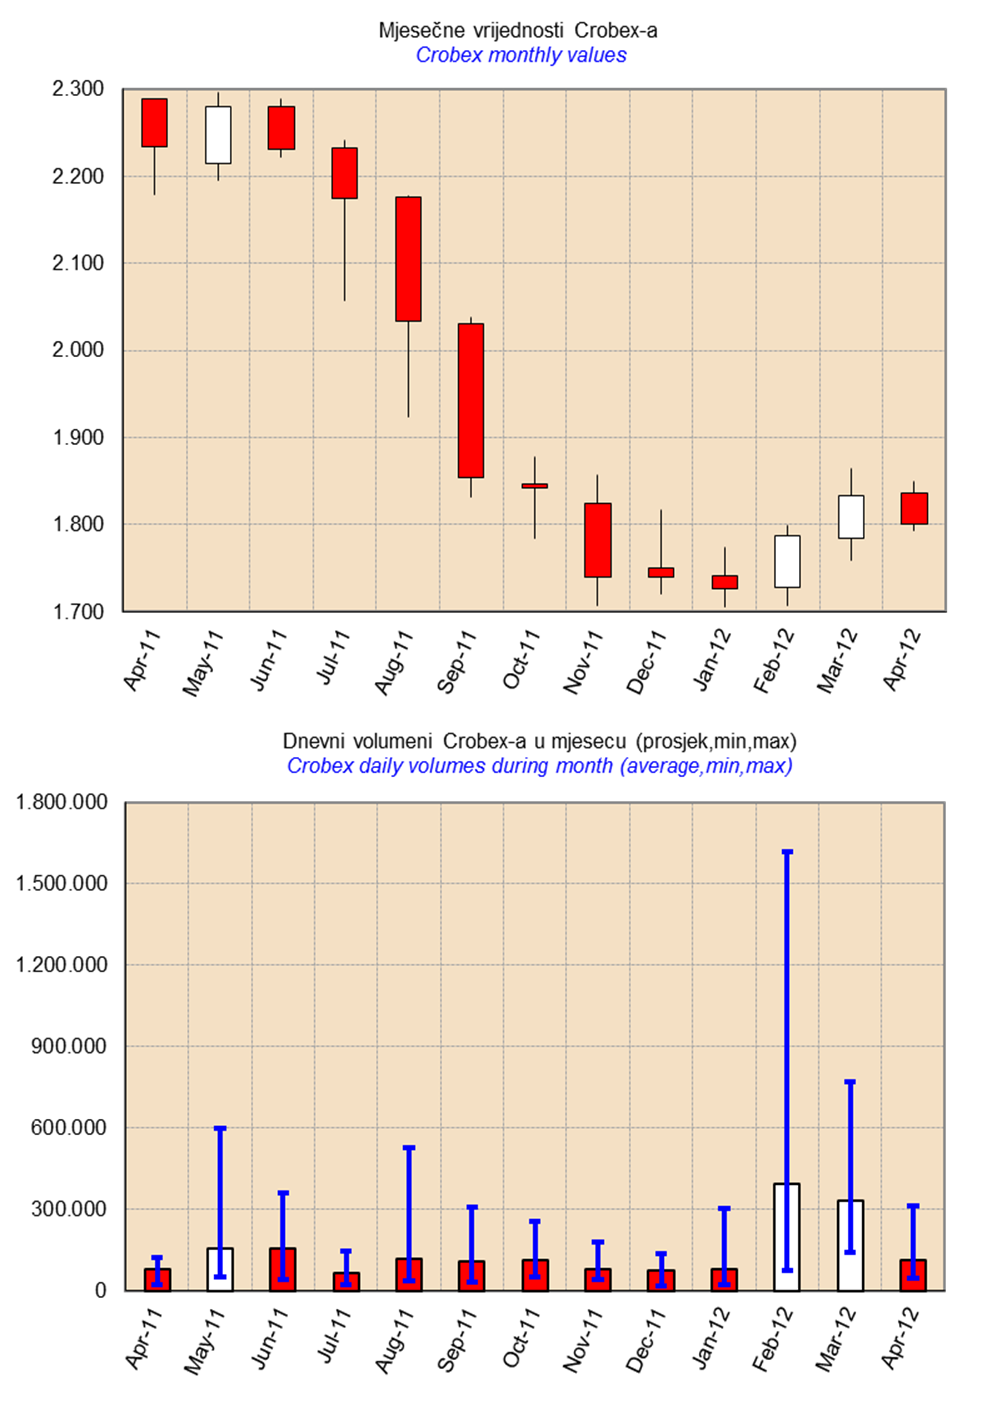 Mjesečne vrijednosti Crobex-a
Crobex monthly values
2.300
2.200
2.100
2.000
1.900
1.800
1.700
Apr-11
May-11
Jun-11
Jul-11
Aug-11
Sep-11
Oct-11
Nov-11
Dec-11
Jan-12
Feb-12
Mar-12
Apr-12
Dnevni volumeni Crobex-a u mjesecu (prosjek,min,max)
Crobex daily volumes during month (average,min,max)
1.800.000
1.500.000
1.200.000
900.000
600.000
300.000
0
Apr-11
May-11
Jun-11
Jul-11
Aug-11
Sep-11
Oct-11
Nov-11
Dec-11
Jan-12
Feb-12
Mar-12
Apr-12